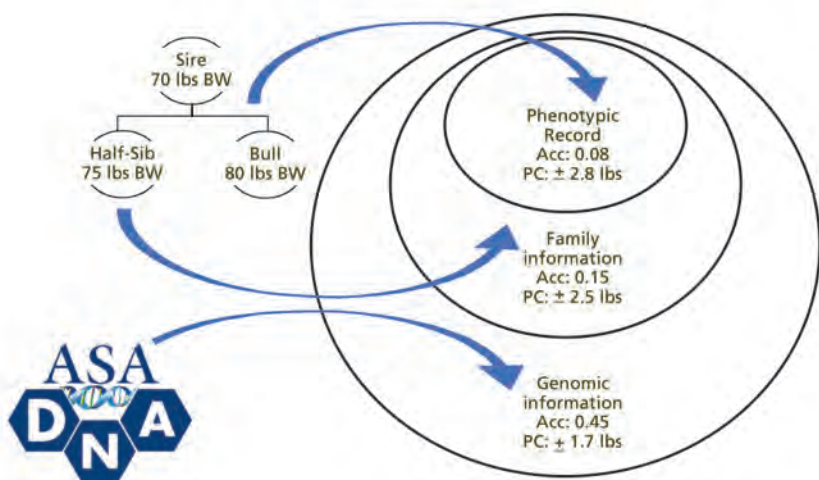 Sire
70 lbs BW
Half-Sib
75 lbs BW
Bull
80 lbs BW
Phenotypic
Record
Acc: 0.08
PC: ± 2.8 lbs
Family
information
Acc: 0.15
PC: ± 2.5 lbs
Genomic
information
Acc: 0.45
PC: ± 1.7 lbs
ASA
DNA